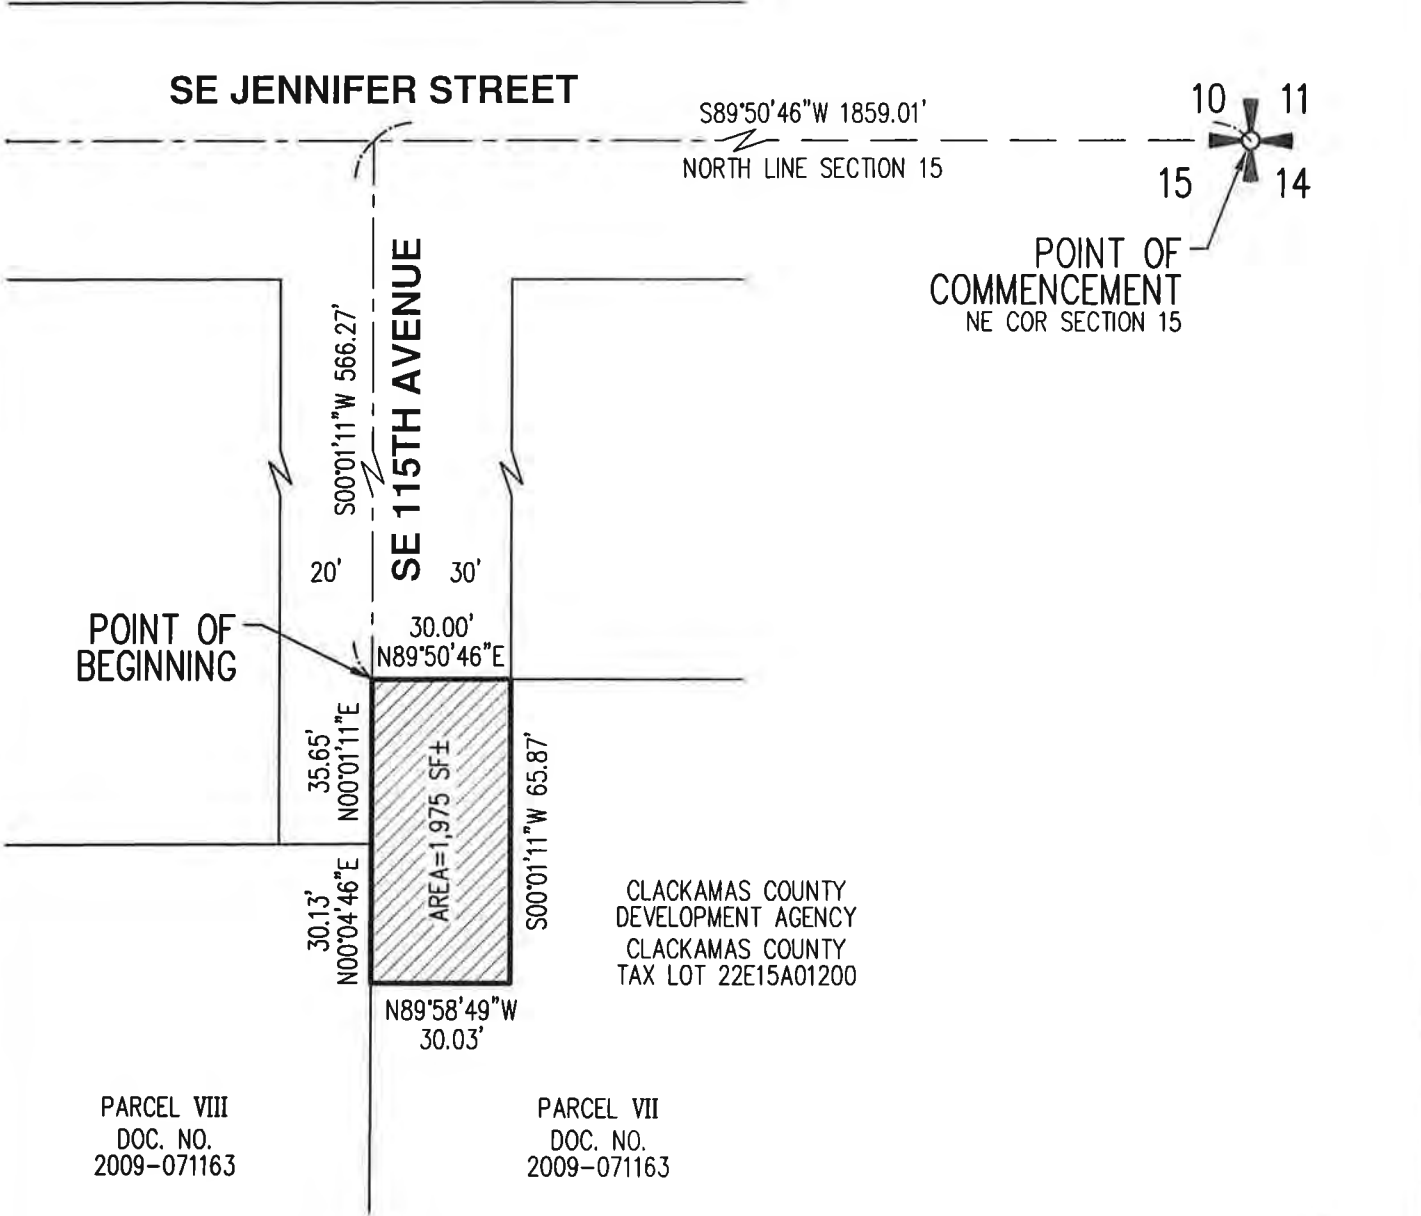 SE JENNIFER STREET
S89°50'46"W 1859.01'
NORTH LINE SECTION 15
10
11
15
14
POINT OF
COMMENCEMENT
NE COR SECTION 15
S00°01'11"W 566.27'
SE 115TH AVENUE
20'
30'
POINT OF
BEGINNING
30.00'
N89°50'46"E
35.65'
N00°01'11"E
AREA=1,975 SF±
S00°01'11"W 65.87'
30.13'
N00°04'46"E
CLACKAMAS COUNTY
DEVELOPMENT AGENCY
CLACKAMAS COUNTY
TAX LOT 22E15A01200
N89°58'49"W
30.03'
PARCEL VIII
DOC. NO.
2009-071163
PARCEL VII
DOC. NO.
2009-071163